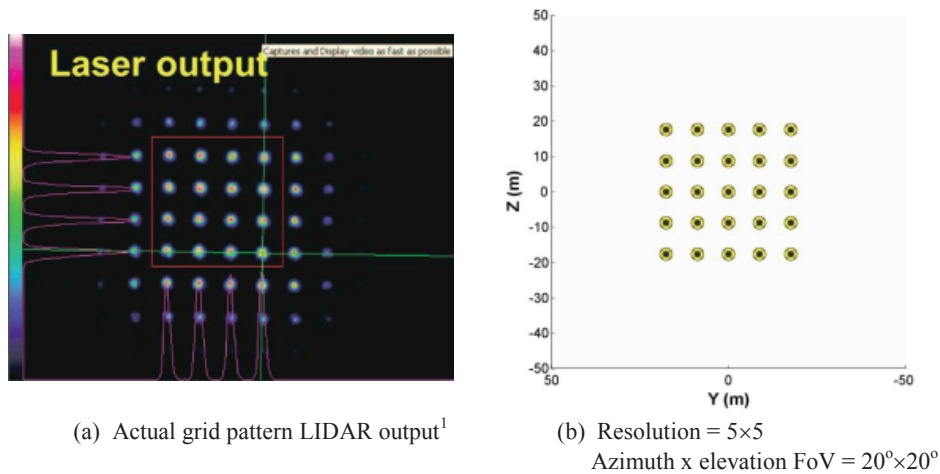 Laser output
Captures and Display video as fast as possible
50
40
30
20
10
0
-10
-20
-30
-40
-50
Z (m)
50
0
-50
Y (m)
(a) Actual grid pattern LIDAR output1
(b) Resolution = 5×5
Azimuth x elevation FoV = 20°×20°